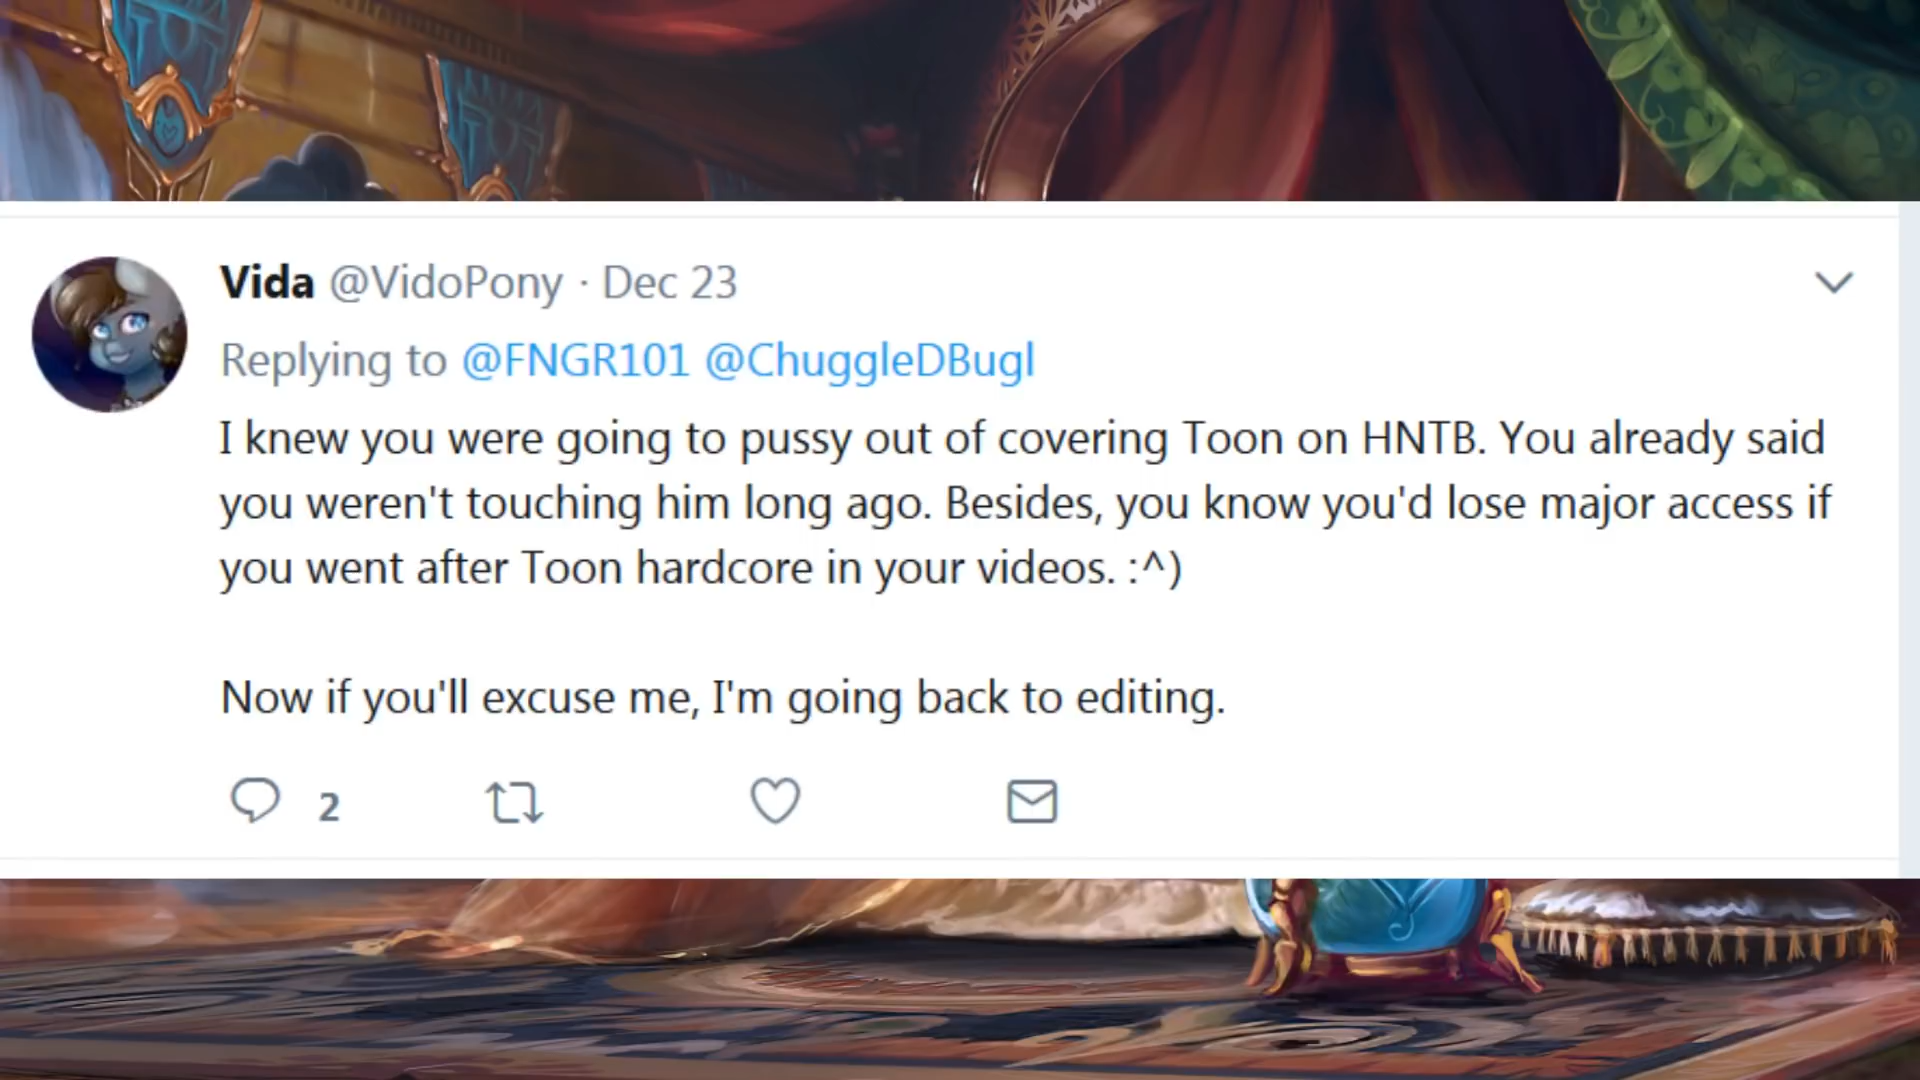 Vida @VidoPony · Dec 23
Replying to @FNGR101 @ChuggleDBugl
I knew you were going to pussy out of covering Toon on HNTB. You already said
you weren't touching him long ago. Besides, you know you'd lose major access if
you went after Toon hardcore in your videos. :^)
Now if you'll excuse me, I'm going back to editing.
2